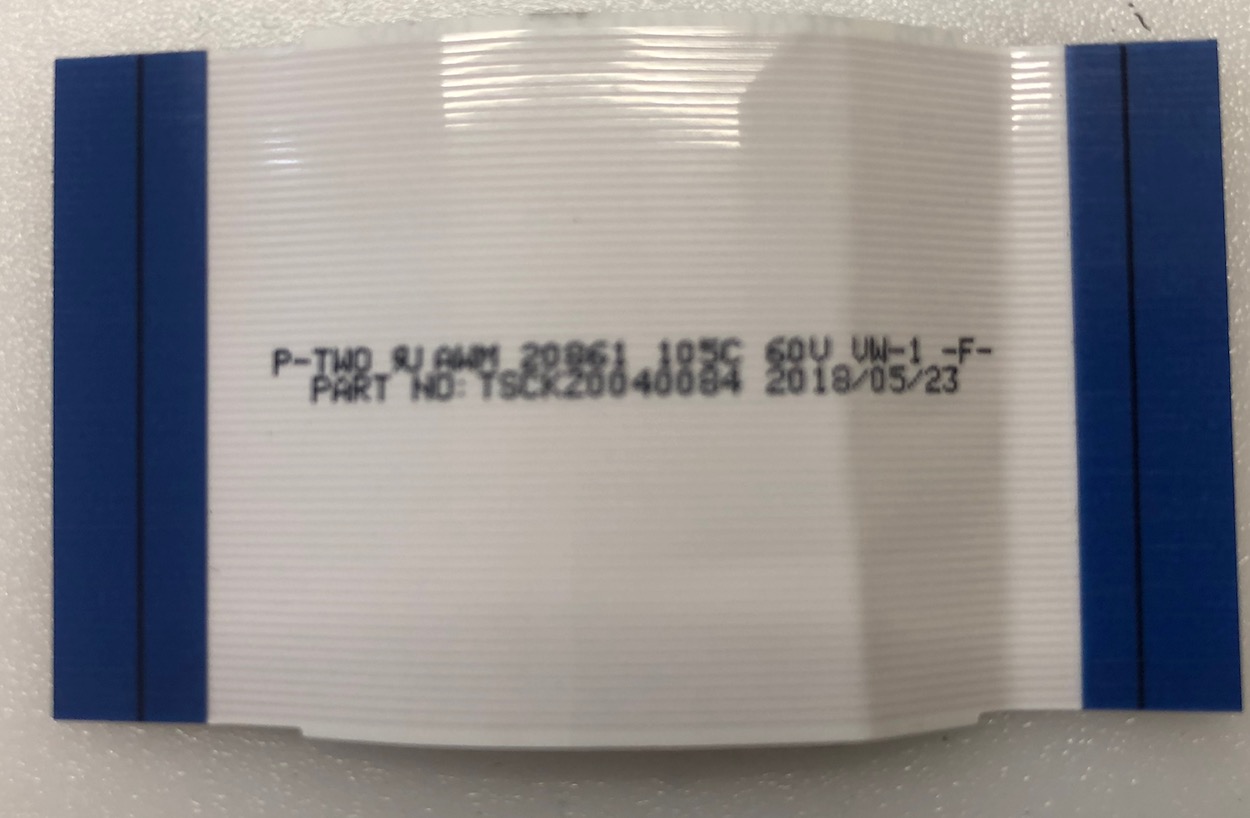 P-TWO AWM 20861 105C 60V VW-1 -F-
PART NO: TSCK20040084 2018/05/23